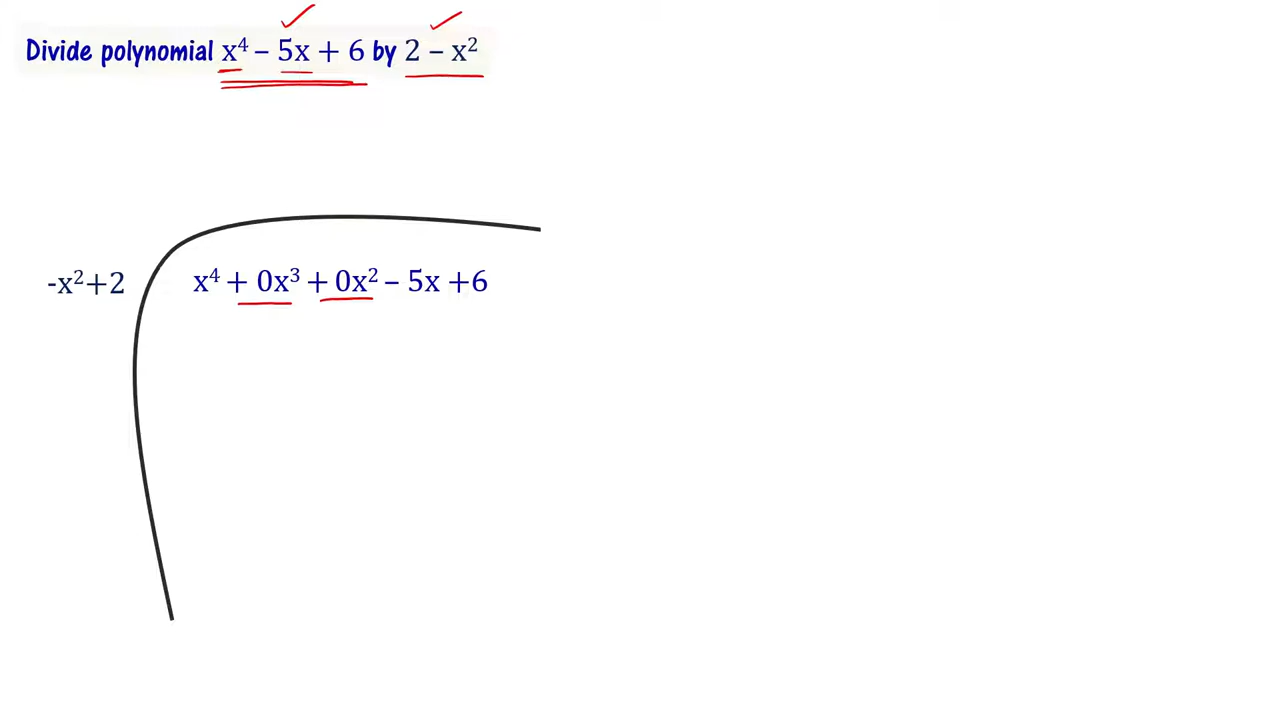 Divide polynomial x⁴ – 5x + 6 by 2 – x²
-x²+2 x⁴ + 0x³ + 0x² – 5x +6